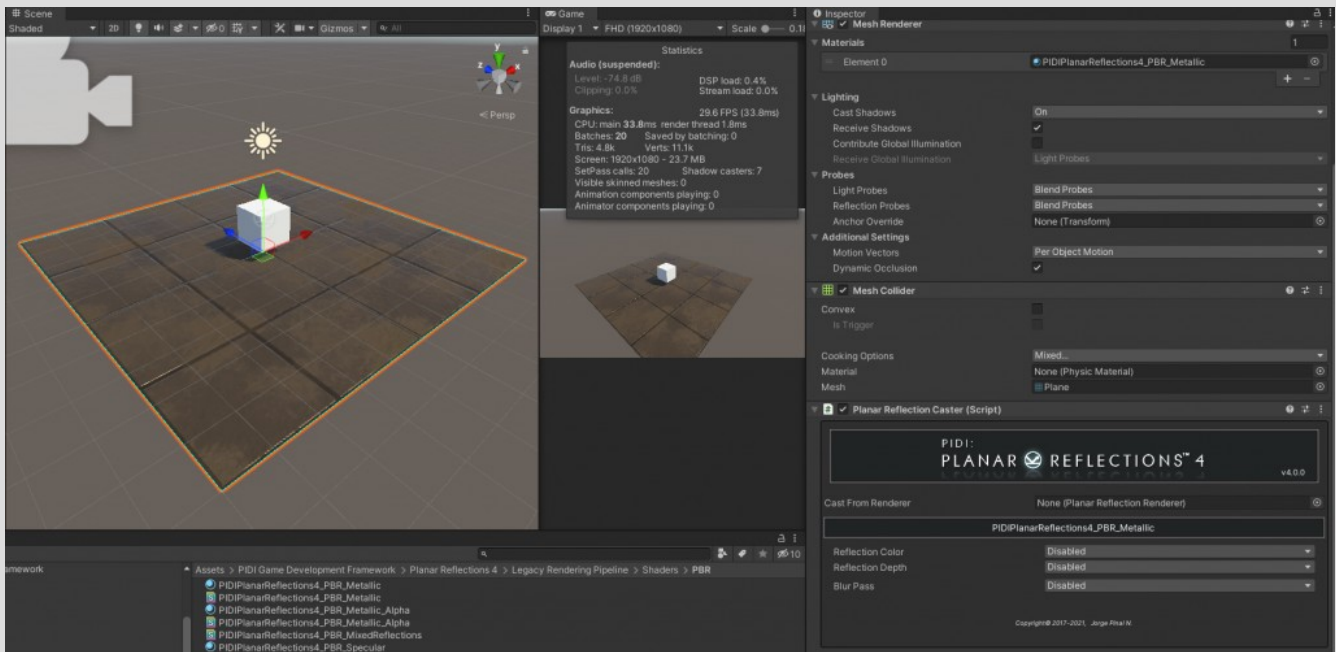 Scene
Shaded
2D
0
Gizmos
All
y
z
x
Persp
Game
Display 1
FHD (1920x1080)
Scale
0.1
Statistics
Audio (suspended):
Level: -74.8 dB
DSP load: 0.4%
Clipping: 0.0%
Stream load: 0.0%
Graphics:
29.6 FPS (33.8ms)
CPU: main 33.8ms render thread 1.8ms
Batches: 20 Saved by batching: 0
Tris: 4.8k Verts: 11.1k
Screen: 1920x1080 - 23.7 MB
SetPass calls: 20 Shadow casters: 7
Visible skinned meshes: 0
Animation components playing: 0
Animator components playing: 0
10
amework
Assets > PIDI Game Development Framework > Planar Reflections 4 > Legacy Rendering Pipeline > Shaders > PBR
PIDIPlanarReflections4_PBR_Metallic
PIDIPlanarReflections4_PBR_Metallic
PIDIPlanarReflections4_PBR_Metallic_Alpha
PIDIPlanarReflections4_PBR_Metallic_Alpha
PIDIPlanarReflections4_PBR_MixedReflections
PIDIPlanarReflections4_PBR_Specular
Inspector
Mesh Renderer
Materials 1
Element 0 PIDIPlanarReflections4_PBR_Metallic
+ -
Lighting
Cast Shadows On
Receive Shadows
Contribute Global Illumination
Receive Global Illumination Light Probes
Probes
Light Probes Blend Probes
Reflection Probes Blend Probes
Anchor Override None (Transform)
Additional Settings
Motion Vectors Per Object Motion
Dynamic Occlusion
Mesh Collider
Convex
Is Trigger
Cooking Options Mixed...
Material None (Physic Material)
Mesh Plane
Planar Reflection Caster (Script)
PIDI:
PLANAR REFLECTIONS™ 4
v4.0.0
Cast From Renderer None (Planar Reflection Renderer)
PIDIPlanarReflections4_PBR_Metallic
Reflection Color Disabled
Reflection Depth Disabled
Blur Pass Disabled
Copyright© 2017-2021, Jorge Pinal N.